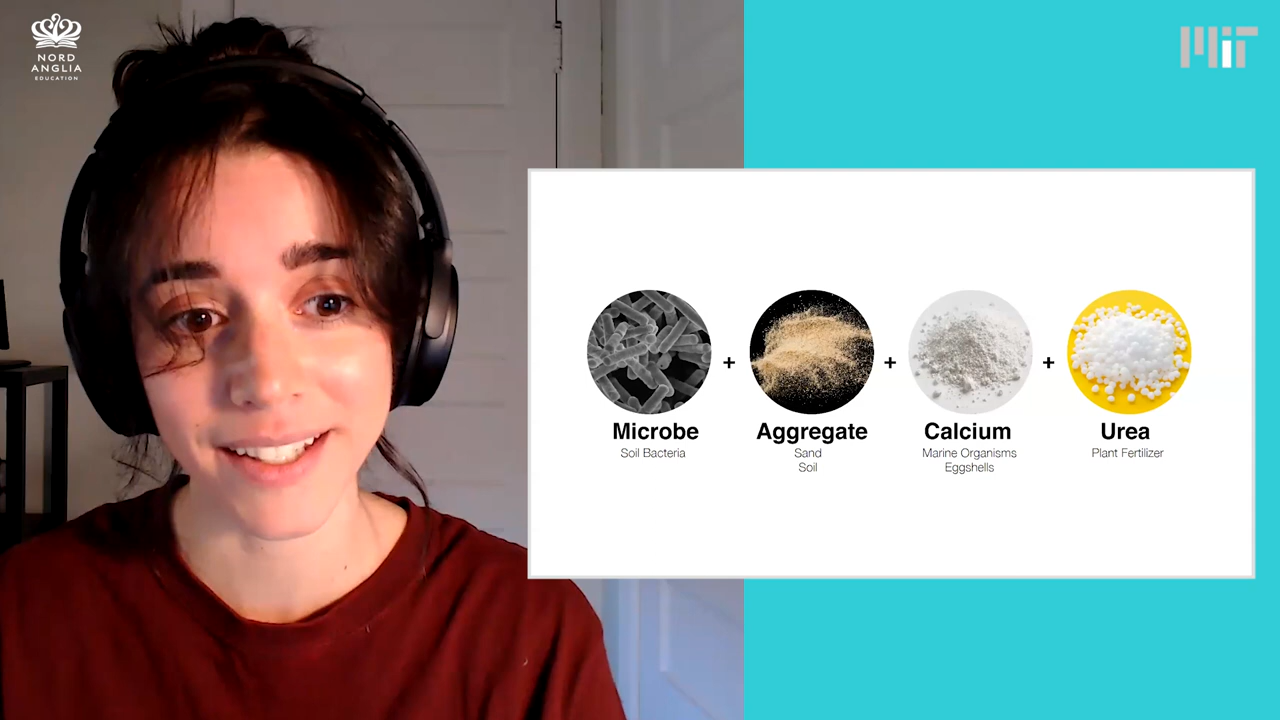 NORD
ANGLIA
EDUCATION
MIT
+ + +
Microbe Aggregate Calcium Urea
Soil Bacteria Sand Marine Organisms Plant Fertilizer
Soil Eggshells